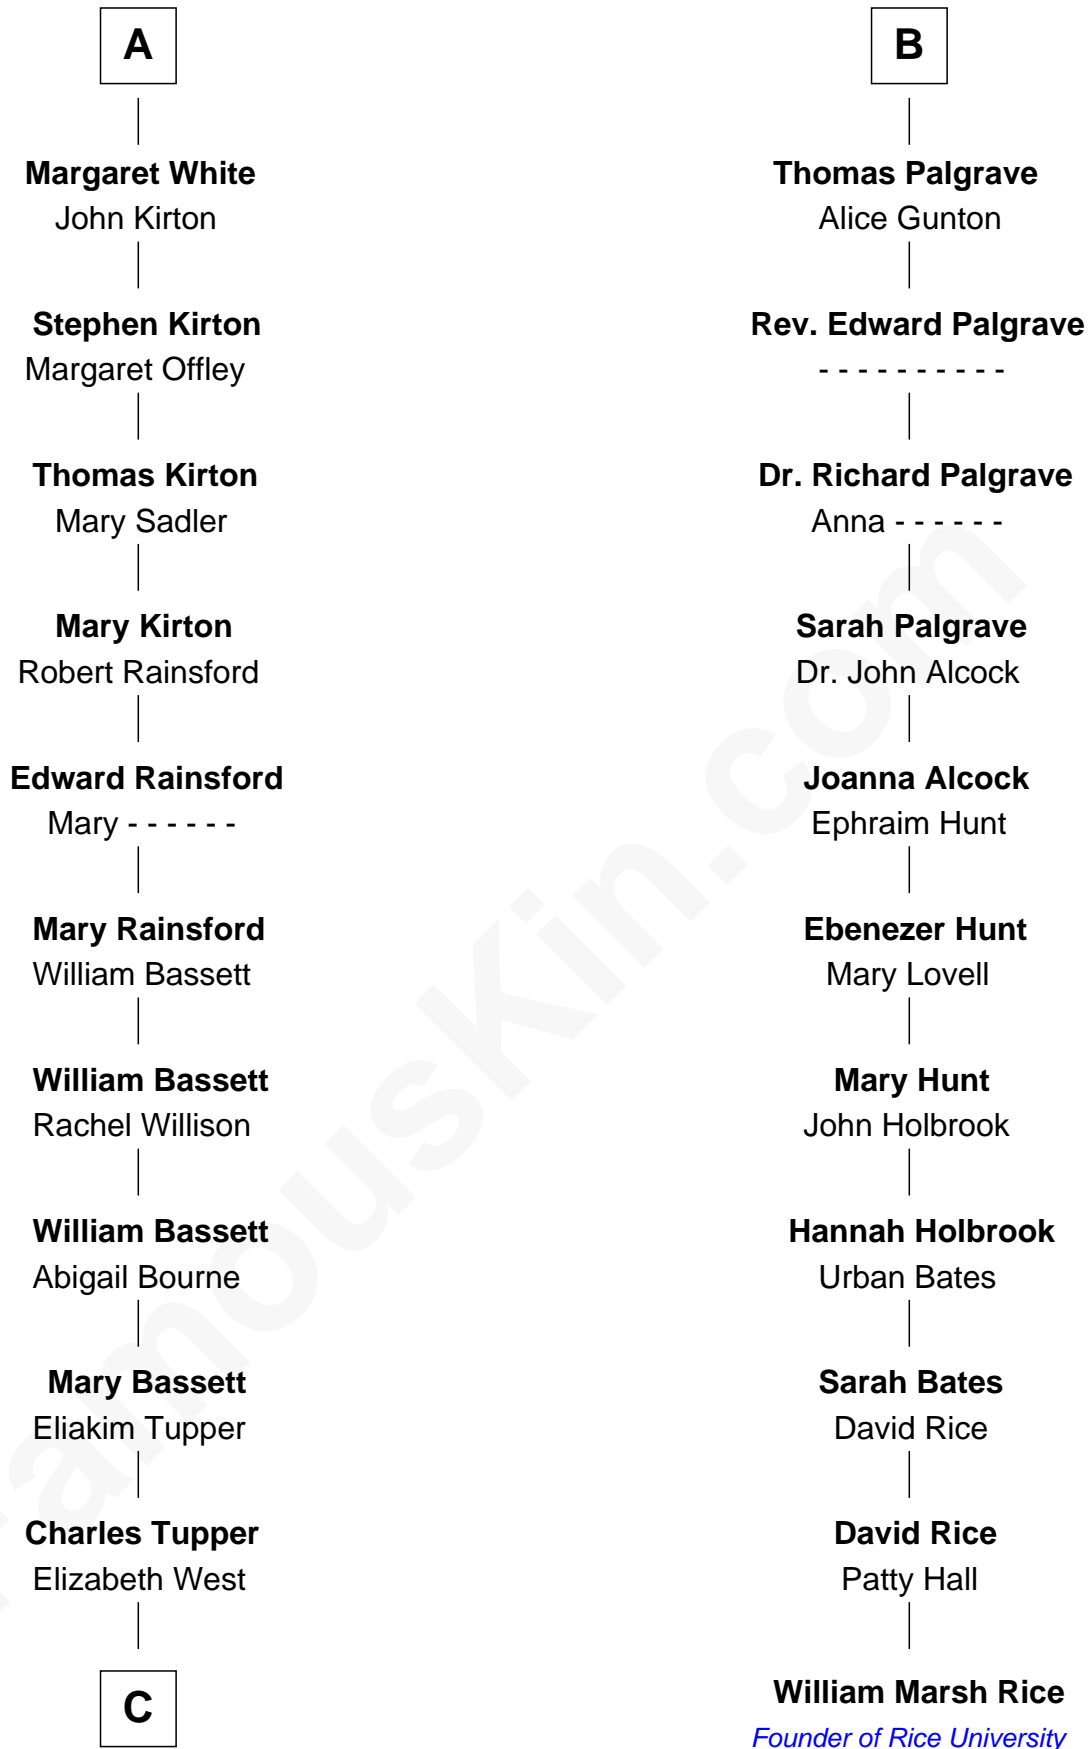 A
Margaret White
John Kirton
Stephen Kirton
Margaret Offley
Thomas Kirton
Mary Sadler
Mary Kirton
Robert Rainsford
Edward Rainsford
Mary - - - - - -
Mary Rainsford
William Bassett
William Bassett
Rachel Willison
William Bassett
Abigail Bourne
Mary Bassett
Eliakim Tupper
Charles Tupper
Elizabeth West
C
B
Thomas Palgrave
Alice Gunton
Rev. Edward Palgrave
- - - - - - - - - -
Dr. Richard Palgrave
Anna - - - - - -
Sarah Palgrave
Dr. John Alcock
Joanna Alcock
Ephraim Hunt
Ebenezer Hunt
Mary Lovell
Mary Hunt
John Holbrook
Hannah Holbrook
Urban Bates
Sarah Bates
David Rice
David Rice
Patty Hall
William Marsh Rice
Founder of Rice University
FamousKin.com